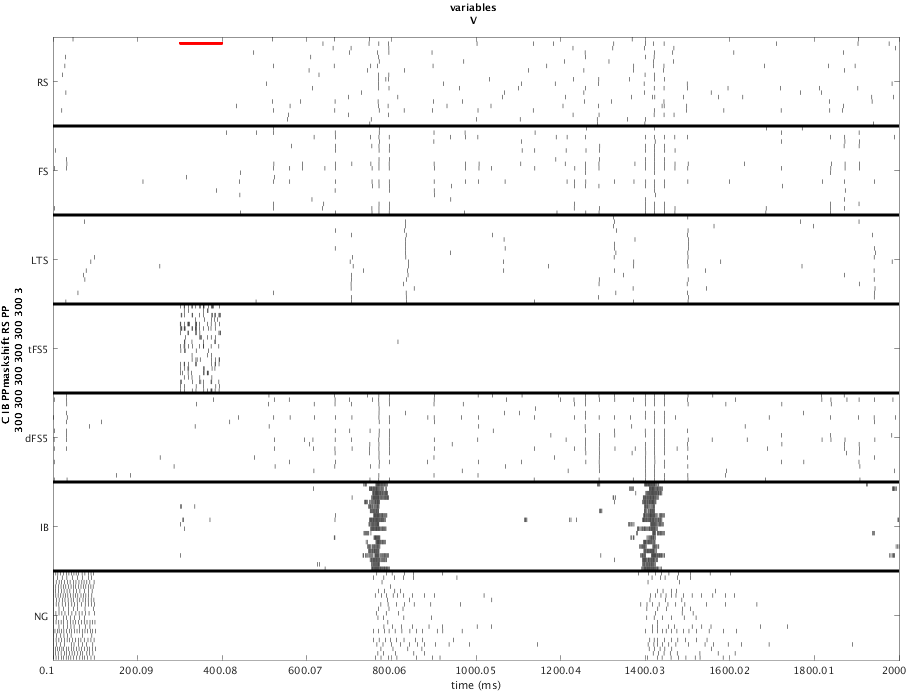 variables
V
RS
FS
LTS
tFS5
dFS5
IB
NG
C IB PPmaskshift RS PP
300 300 300 300 300 300 3
0.1 200.09 400.08 600.07 800.06 1000.05 1200.04 1400.03 1600.02 1800.01 2000
time (ms)